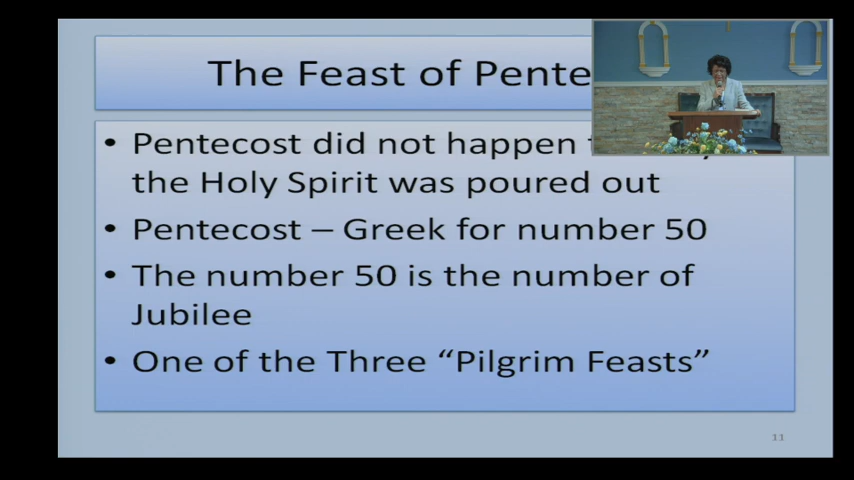 The Feast of Pente
• Pentecost did not happen
the Holy Spirit was poured out
• Pentecost – Greek for number 50
• The number 50 is the number of
Jubilee
• One of the Three “Pilgrim Feasts”
11